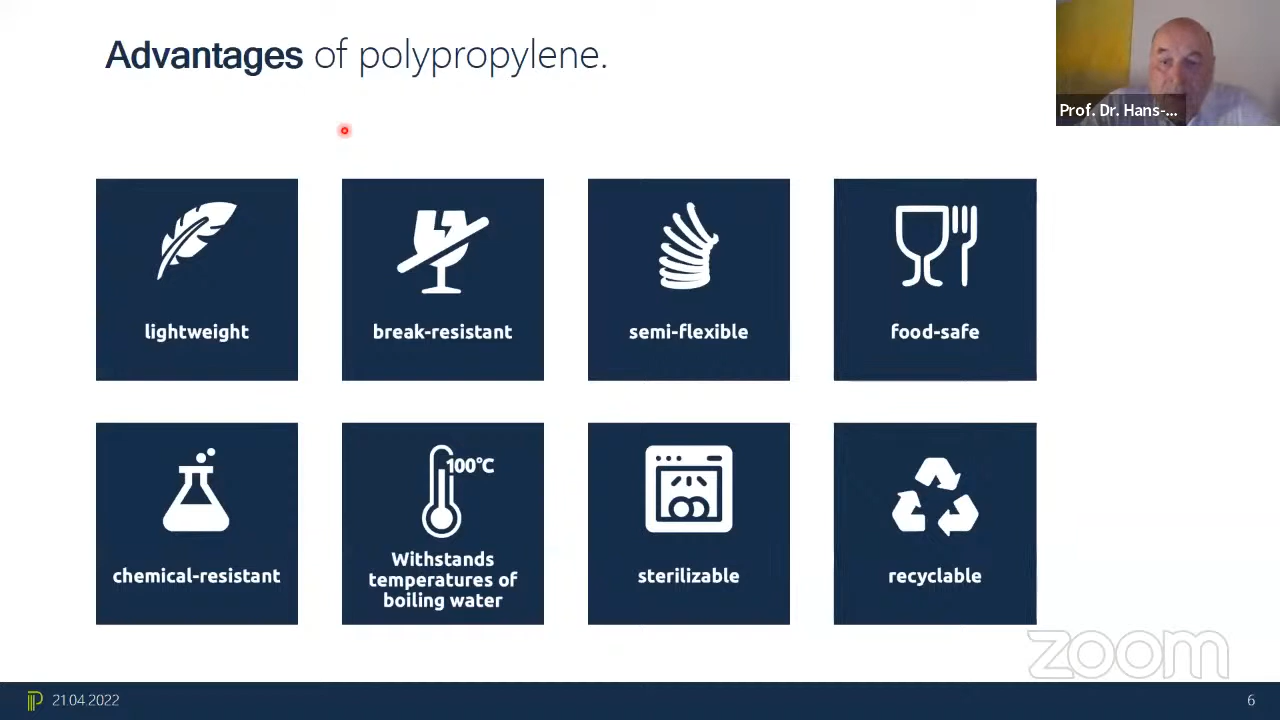 Advantages of polypropylene.
Prof. Dr. Hans-...
lightweight
break-resistant
semi-flexible
food-safe
chemical-resistant
100°C
Withstands
temperatures of
boiling water
sterilizable
recyclable
zoom
21.04.2022
6